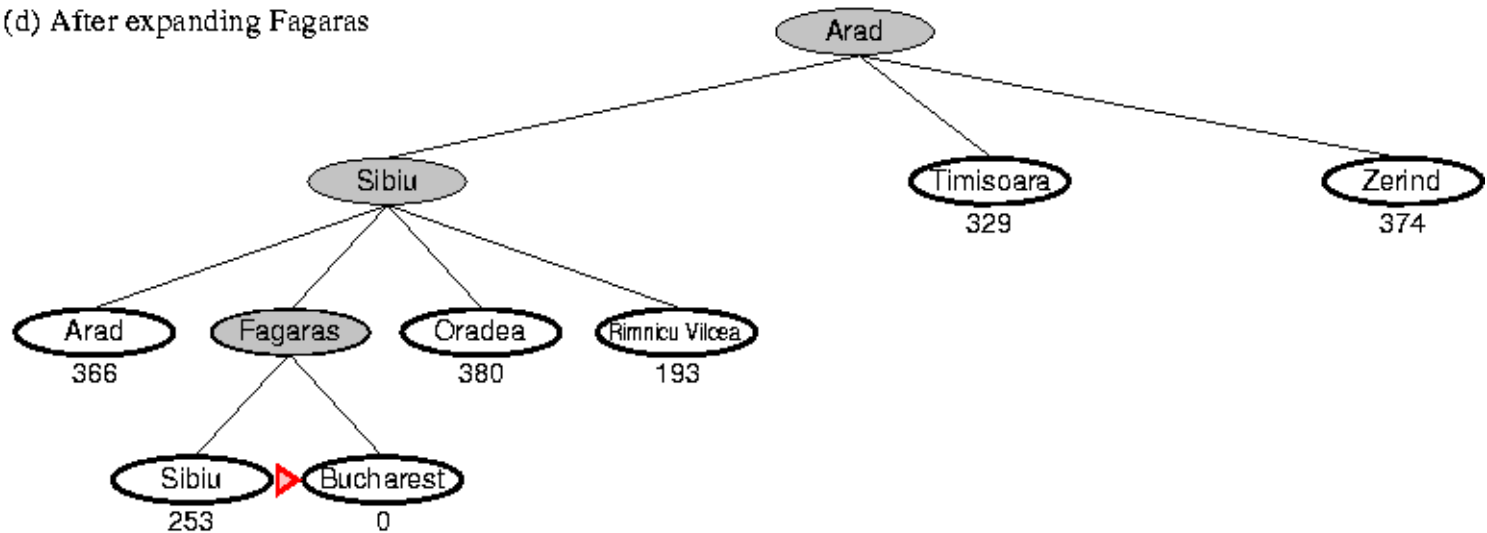 (d) After expanding Fagaras
Arad
Sibiu
Timisoara
Zerind
329
374
Arad
Fagaras
Oradea
Rimnicu Vilcea
366
380
193
Sibiu
Bucharest
253
0